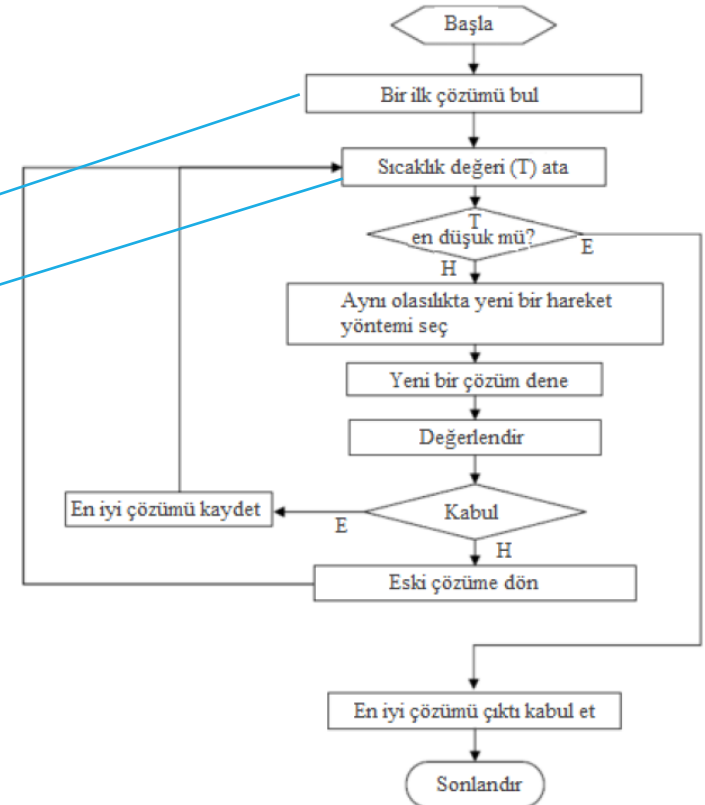 Başla
Bir ilk çözümü bul
Sıcaklık değeri (T) ata
T
en düşuk mü?
E
H
Aynı olasılıkta yeni bir hareket
yöntemi seç
Yeni bir çözüm dene
Değerlendir
En iyi çözümü kaydet
E
Kabul
H
Eski çözüme dön
En iyi çözümü çıktı kabul et
Sonlandır